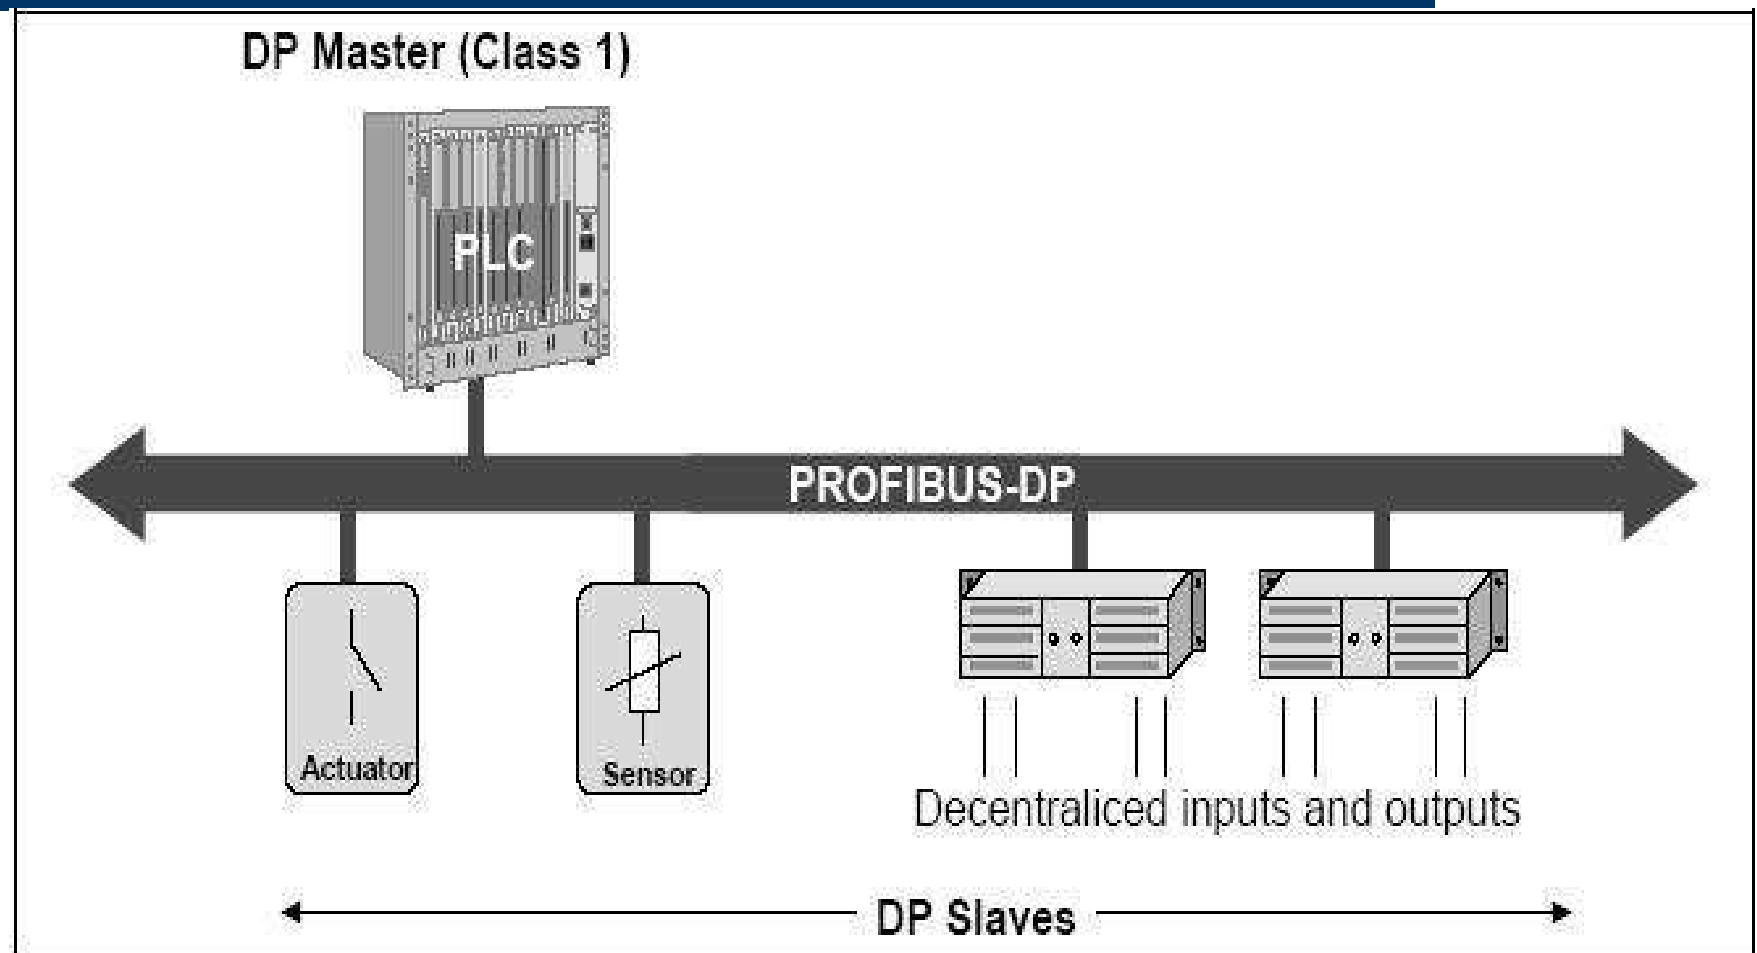 DP Master (Class 1)
PLC
PROFIBUS-DP
Actuator
Sensor
Decentraliced inputs and outputs
DP Slaves